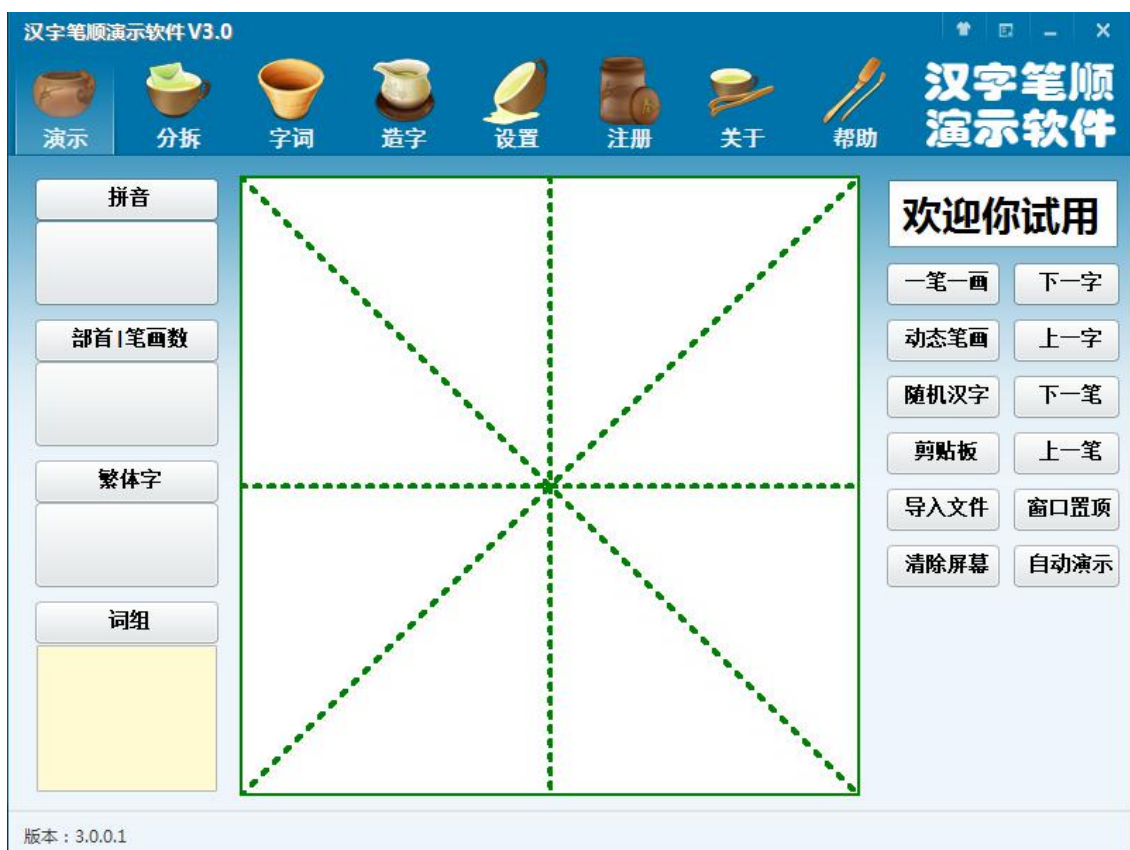 汉字笔顺演示软件 V3.0
演示
分拆
字词
造字
设置
注册
关于
帮助
汉字笔顺
演示软件
拼音
部首|笔画数
繁体字
词组
欢迎你试用
一笔一画
下一字
动态笔画
上一字
随机汉字
下一笔
剪贴板
上一笔
导入文件
窗口置顶
清除屏幕
自动演示
版本：3.0.0.1